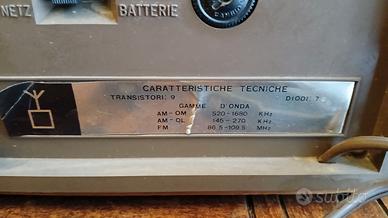 NETZ BATTERIE
CARATTERISTICHE TECNICHE
TRANSISTORI: 9 DIODI: 7
GAMME D'ONDA
AM-OM 520-1680 KHz
AM-OL 145-270 KHz
FM 86.5-109.5 MHz
subito